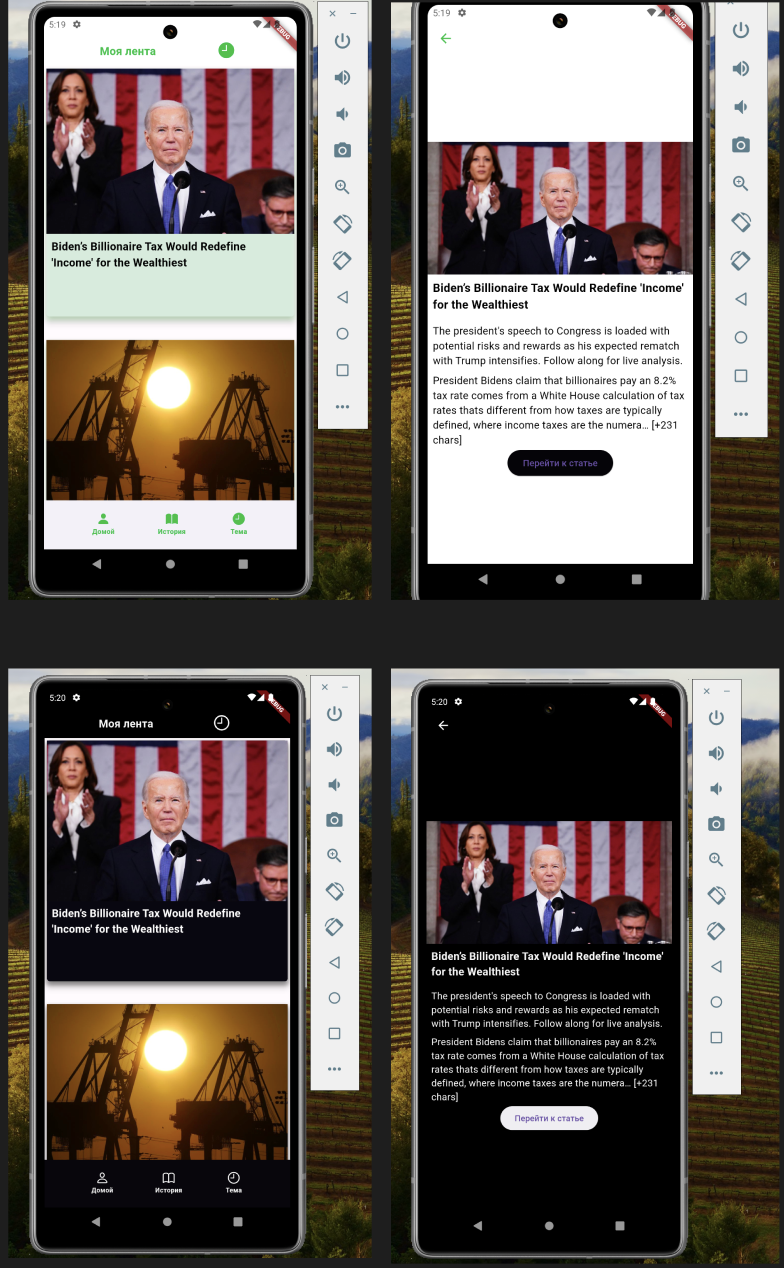 5:19
DEBUG
Моя лента
Biden's Billionaire Tax Would Redefine
'Income' for the Wealthiest
Домой
История
Тема
5:19
Biden's Billionaire Tax Would Redefine 'Income'
for the Wealthiest
The president's speech to Congress is loaded with
potential risks and rewards as his expected rematch
with Trump intensifies. Follow along for live analysis.
President Bidens claim that billionaires pay an 8.2%
tax rate comes from a White House calculation of tax
rates thats different from how taxes are typically
defined, where income taxes are the numera… [+231
chars]
Перейти к статье
5:20
Моя лента
Biden's Billionaire Tax Would Redefine
'Income' for the Wealthiest
Домой
История
Тема
5:20
Biden's Billionaire Tax Would Redefine 'Income'
for the Wealthiest
The president's speech to Congress is loaded with
potential risks and rewards as his expected rematch
with Trump intensifies. Follow along for live analysis.
President Bidens claim that billionaires pay an 8.2%
tax rate comes from a White House calculation of tax
rates thats different from how taxes are typically
defined, where income taxes are the numera… [+231
chars]
Перейти к статье